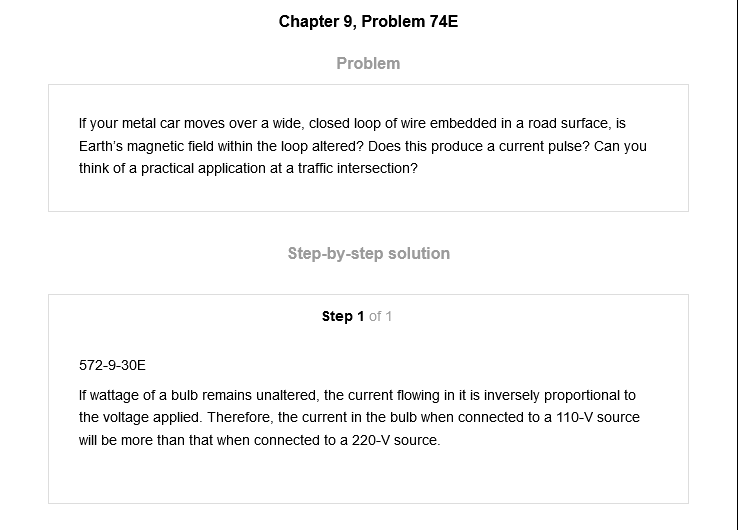 Chapter 9, Problem 74E
Problem
If your metal car moves over a wide, closed loop of wire embedded in a road surface, is
Earth's magnetic field within the loop altered? Does this produce a current pulse? Can you
think of a practical application at a traffic intersection?
Step-by-step solution
Step 1 of 1
572-9-30E
If wattage of a bulb remains unaltered, the current flowing in it is inversely proportional to
the voltage applied. Therefore, the current in the bulb when connected to a 110-V source
will be more than that when connected to a 220-V source.